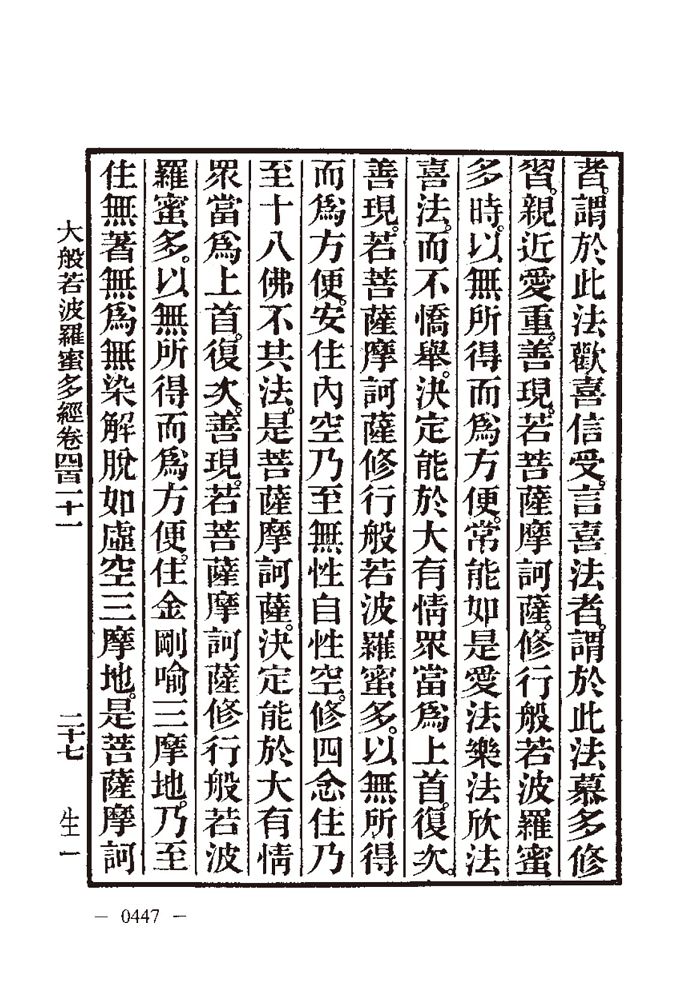 者。謂於此法歡喜信受。言喜法者。謂於此法慕多修
習。親近愛重。善現。若菩薩摩訶薩。修行般若波羅蜜
多時。以無所得而爲方便。常能如是愛法樂法欣法
喜法。而不憍舉。決定能於大有情眾當爲上首。復次。
善現。若菩薩摩訶薩修行般若波羅蜜多。以無所得
而爲方便。安住內空乃至無性自性空。修四念住乃
至十八佛不共法。是菩薩摩訶薩。決定能於大有情
眾當爲上首。復次。善現。若菩薩摩訶薩修行般若波
羅蜜多。以無所得而爲方便。住金剛喻三摩地。乃至
住無著無爲無染解脫如虛空三摩地。是菩薩摩訶
大般若波羅蜜多經卷四百一十一 二十七 生一
— 0447 —